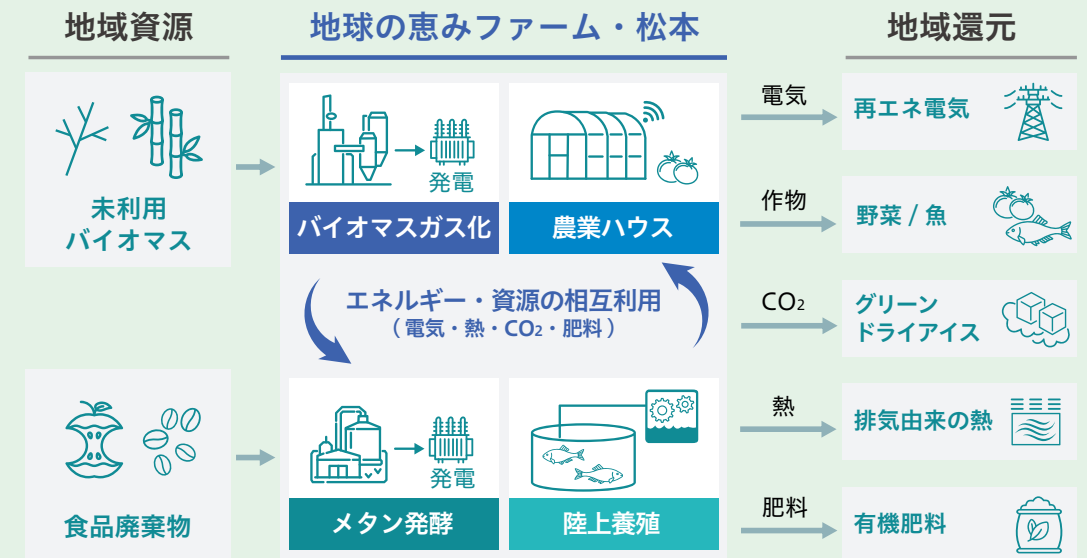 地域資源
地球の恵みファーム・松本
地域還元
未利用
バイオマス
発電
バイオマスガス化
農業ハウス
エネルギー・資源の相互利用
（電気・熱・CO₂・肥料）
食品廃棄物
発電
メタン発酵
陸上養殖
電気
再エネ電気
作物
野菜 / 魚
CO₂
グリーン
ドライアイス
熱
排気由来の熱
肥料
有機肥料